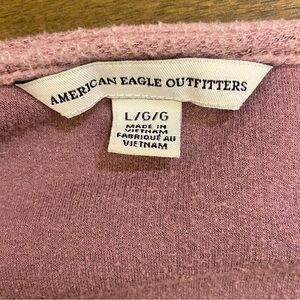 AMERICAN EAGLE OUTFITTERS
L/G/G
MADE IN
VIETNAM
FABRIQUÉ AU
VIETNAM